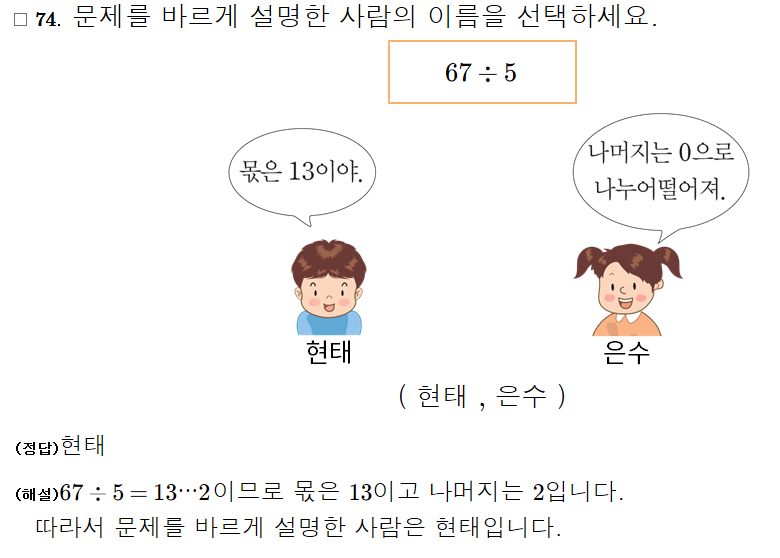 □ 74. 문제를 바르게 설명한 사람의 이름을 선택하세요.
67 ÷ 5
몫은 13이야.
나머지는 0으로
나누어떨어져.
현태
은수
( 현태 , 은수 )
(정답)현태
(해설)67 ÷ 5 = 13⋯2이므로 몫은 13이고 나머지는 2입니다.
따라서 문제를 바르게 설명한 사람은 현태입니다.